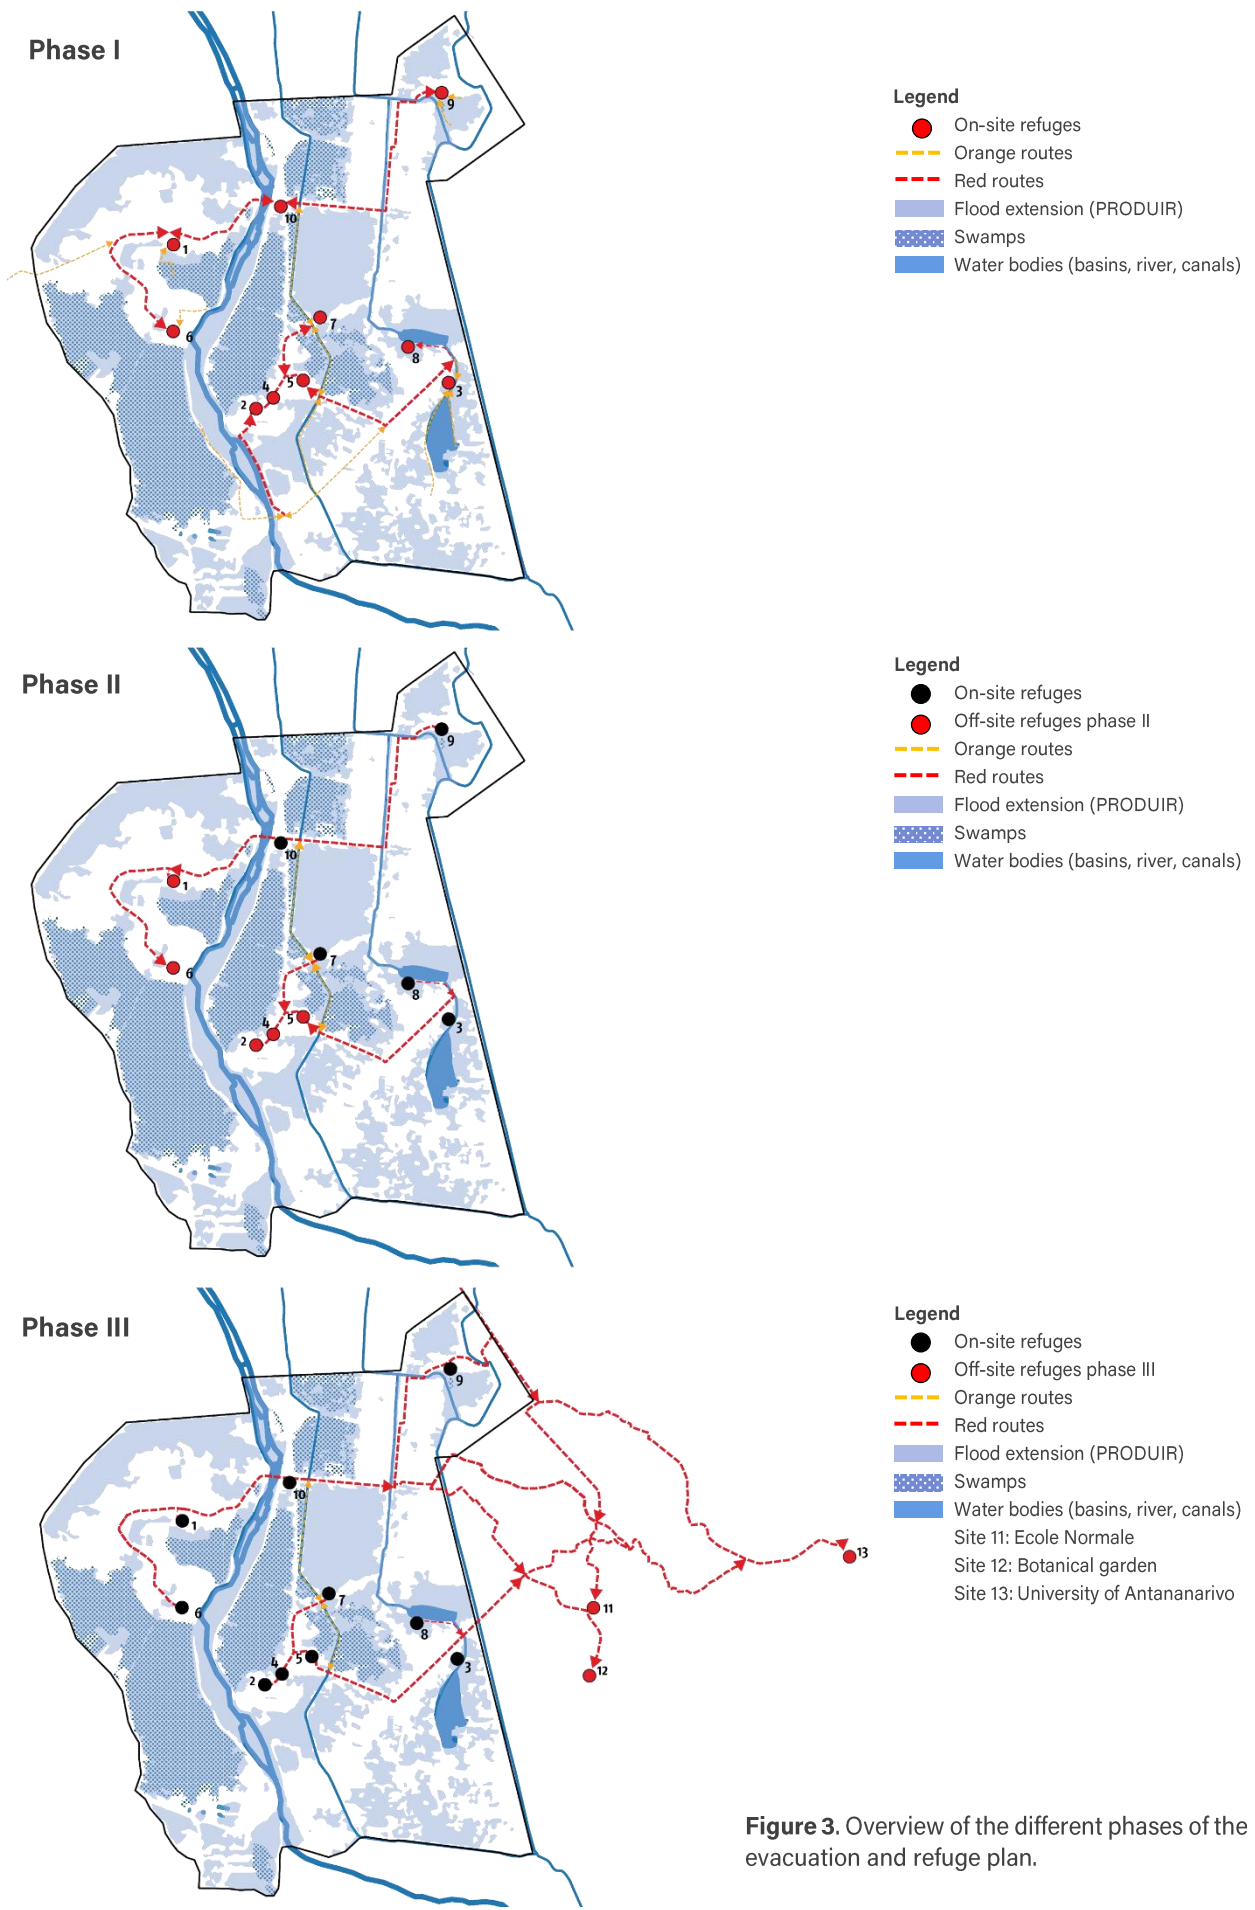 Phase I
Legend
On-site refuges
Orange routes
Red routes
Flood extension (PRODUIR)
Swamps
Water bodies (basins, river, canals)
9
10
1
6
7
8
5
3
4
2
Phase II
Legend
On-site refuges
Off-site refuges phase II
Orange routes
Red routes
Flood extension (PRODUIR)
Swamps
Water bodies (basins, river, canals)
9
10
1
7
6
8
5
3
4
2
Phase III
Legend
On-site refuges
Off-site refuges phase III
Orange routes
Red routes
Flood extension (PRODUIR)
Swamps
Water bodies (basins, river, canals)
Site 11: Ecole Normale
Site 12: Botanical garden
Site 13: University of Antananarivo
9
10
1
13
7
6
11
8
5
4
3
12
2
Figure 3. Overview of the different phases of the
evacuation and refuge plan.